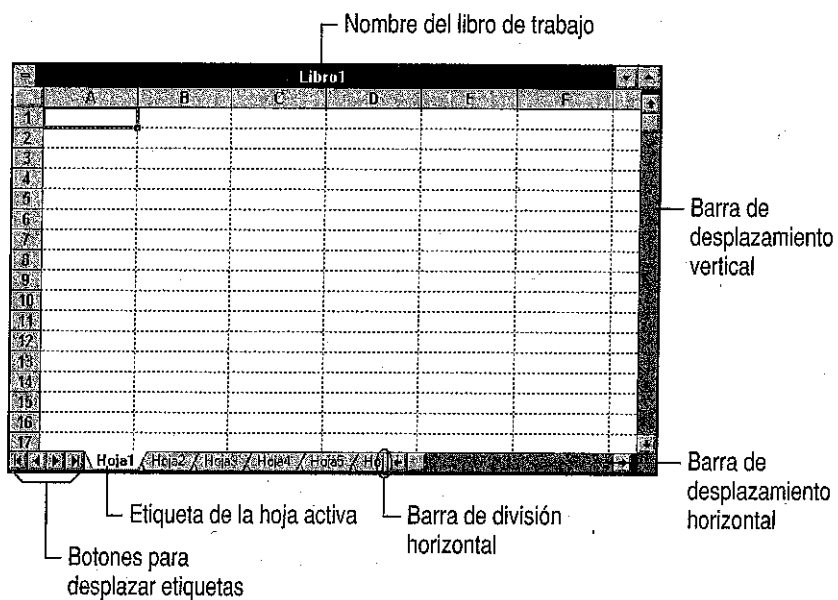 Nombre del libro de trabajo
Libro1
A B C D E F
1
2
3
4
5
6
7
8
9
10
11
12
13
14
15
16
17
Barra de
desplazamiento
vertical
Hoja1 Hoja2 Hoja3 Hoja4 Hoja5 Ho
Barra de
desplazamiento
horizontal
Etiqueta de la hoja activa
Barra de división
horizontal
Botones para
desplazar etiquetas